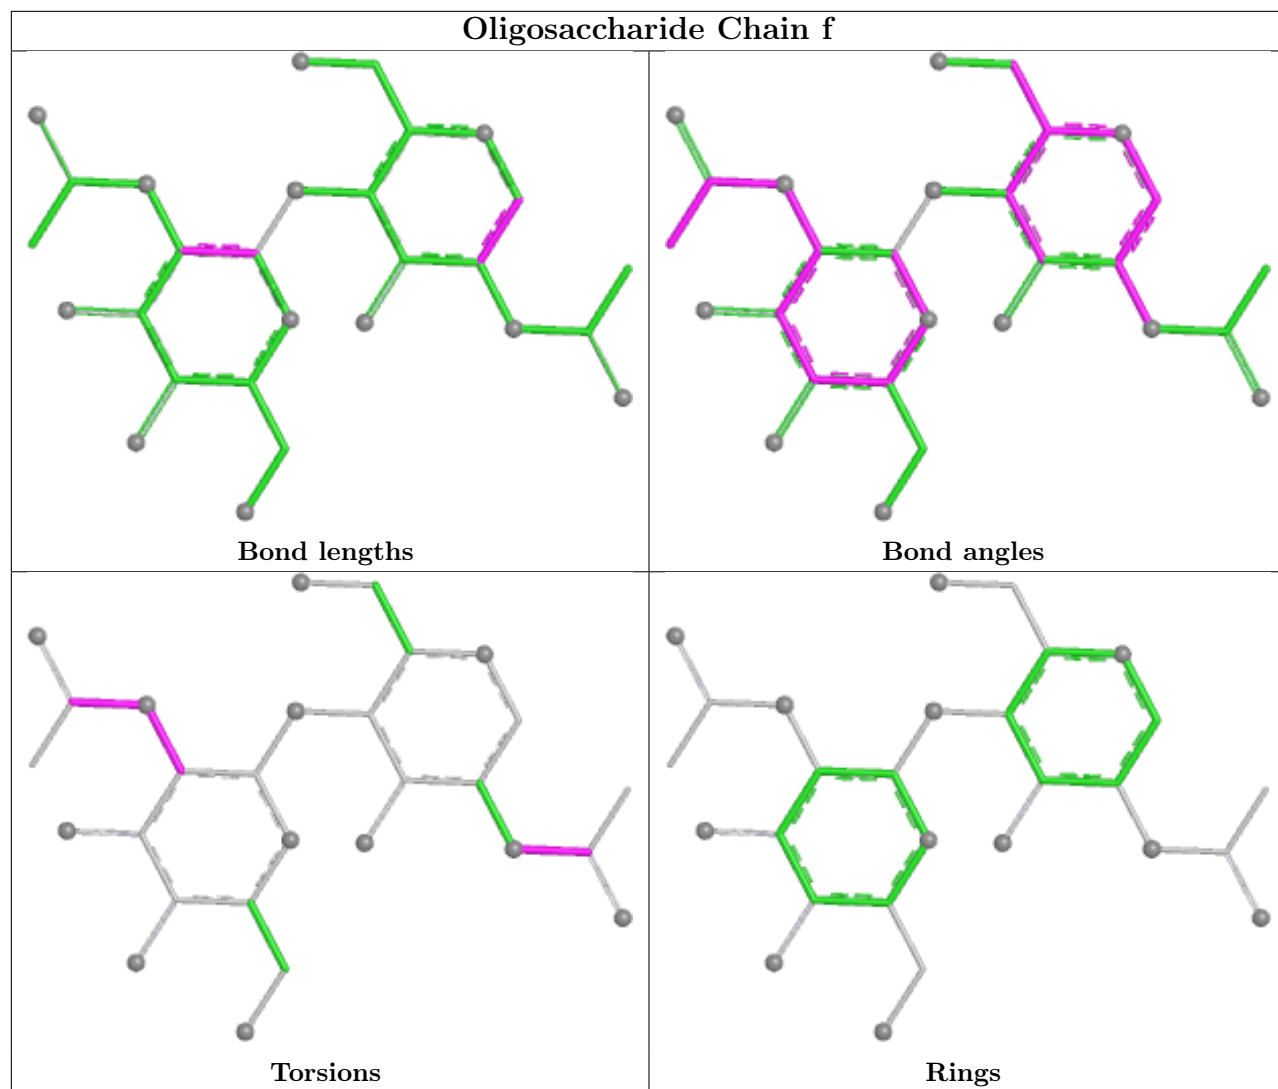 Oligosaccharide Chain f
Bond lengths
Bond angles
Torsions
Rings